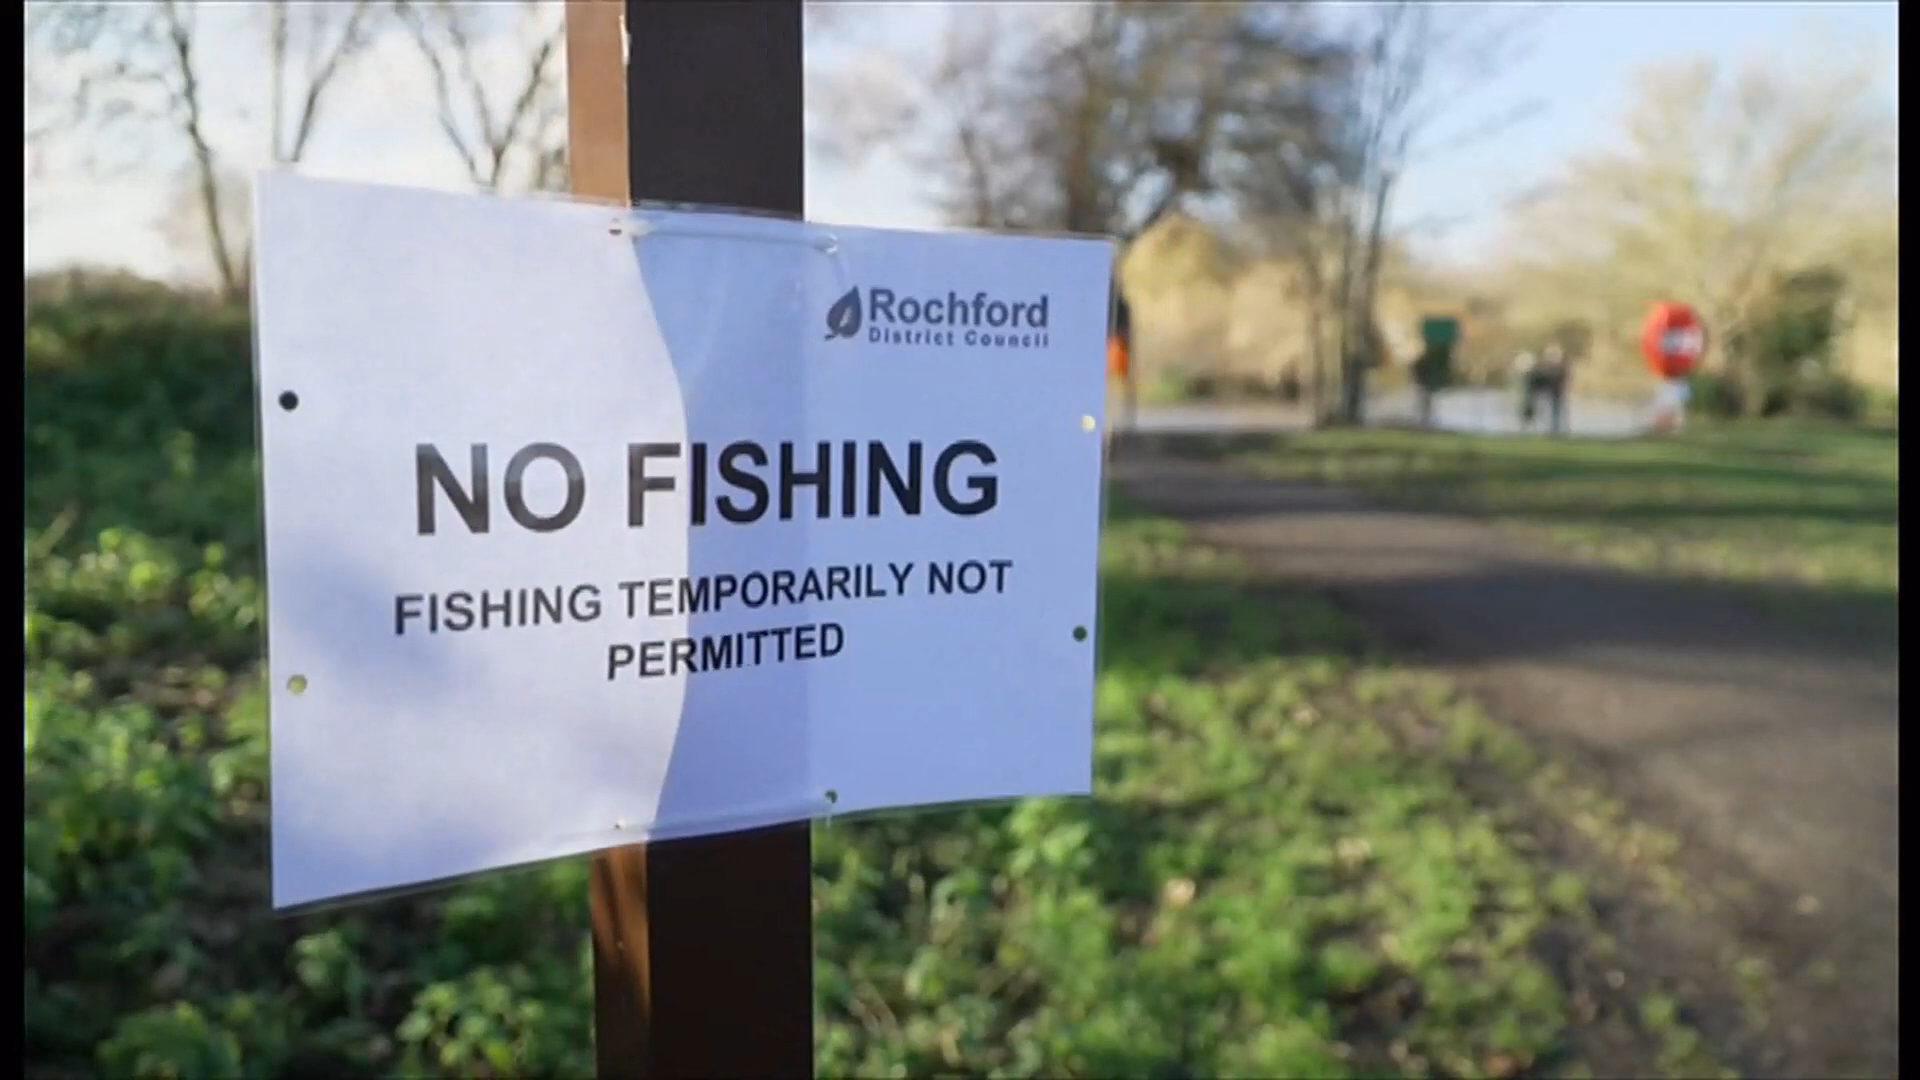 Rochford
District Council
NO FISHING
FISHING TEMPORARILY NOT
PERMITTED